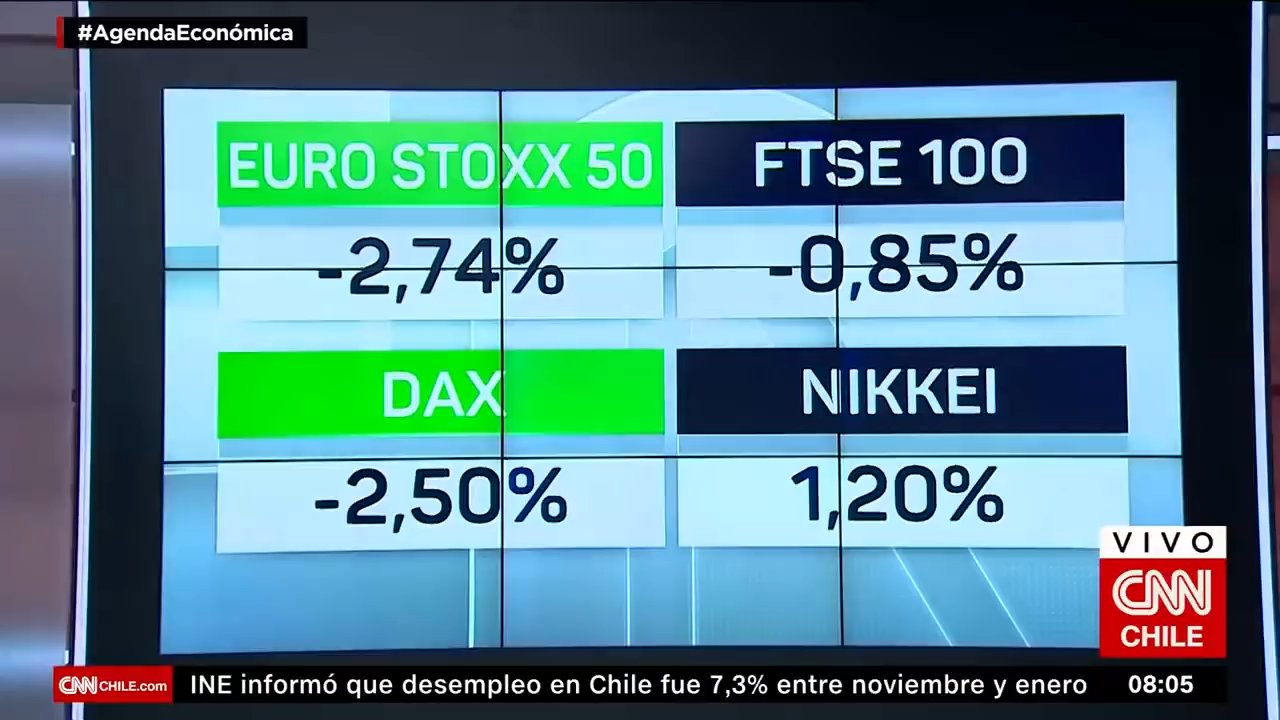 #AgendaEconómica
EURO STOXX 50
FTSE 100
-2,74%
-0,85%
DAX
NIKKEI
-2,50%
1,20%
VIVO
CNN
CHILE
CNNCHILE.com
INE informó que desempleo en Chile fue 7,3% entre noviembre y enero
08:05